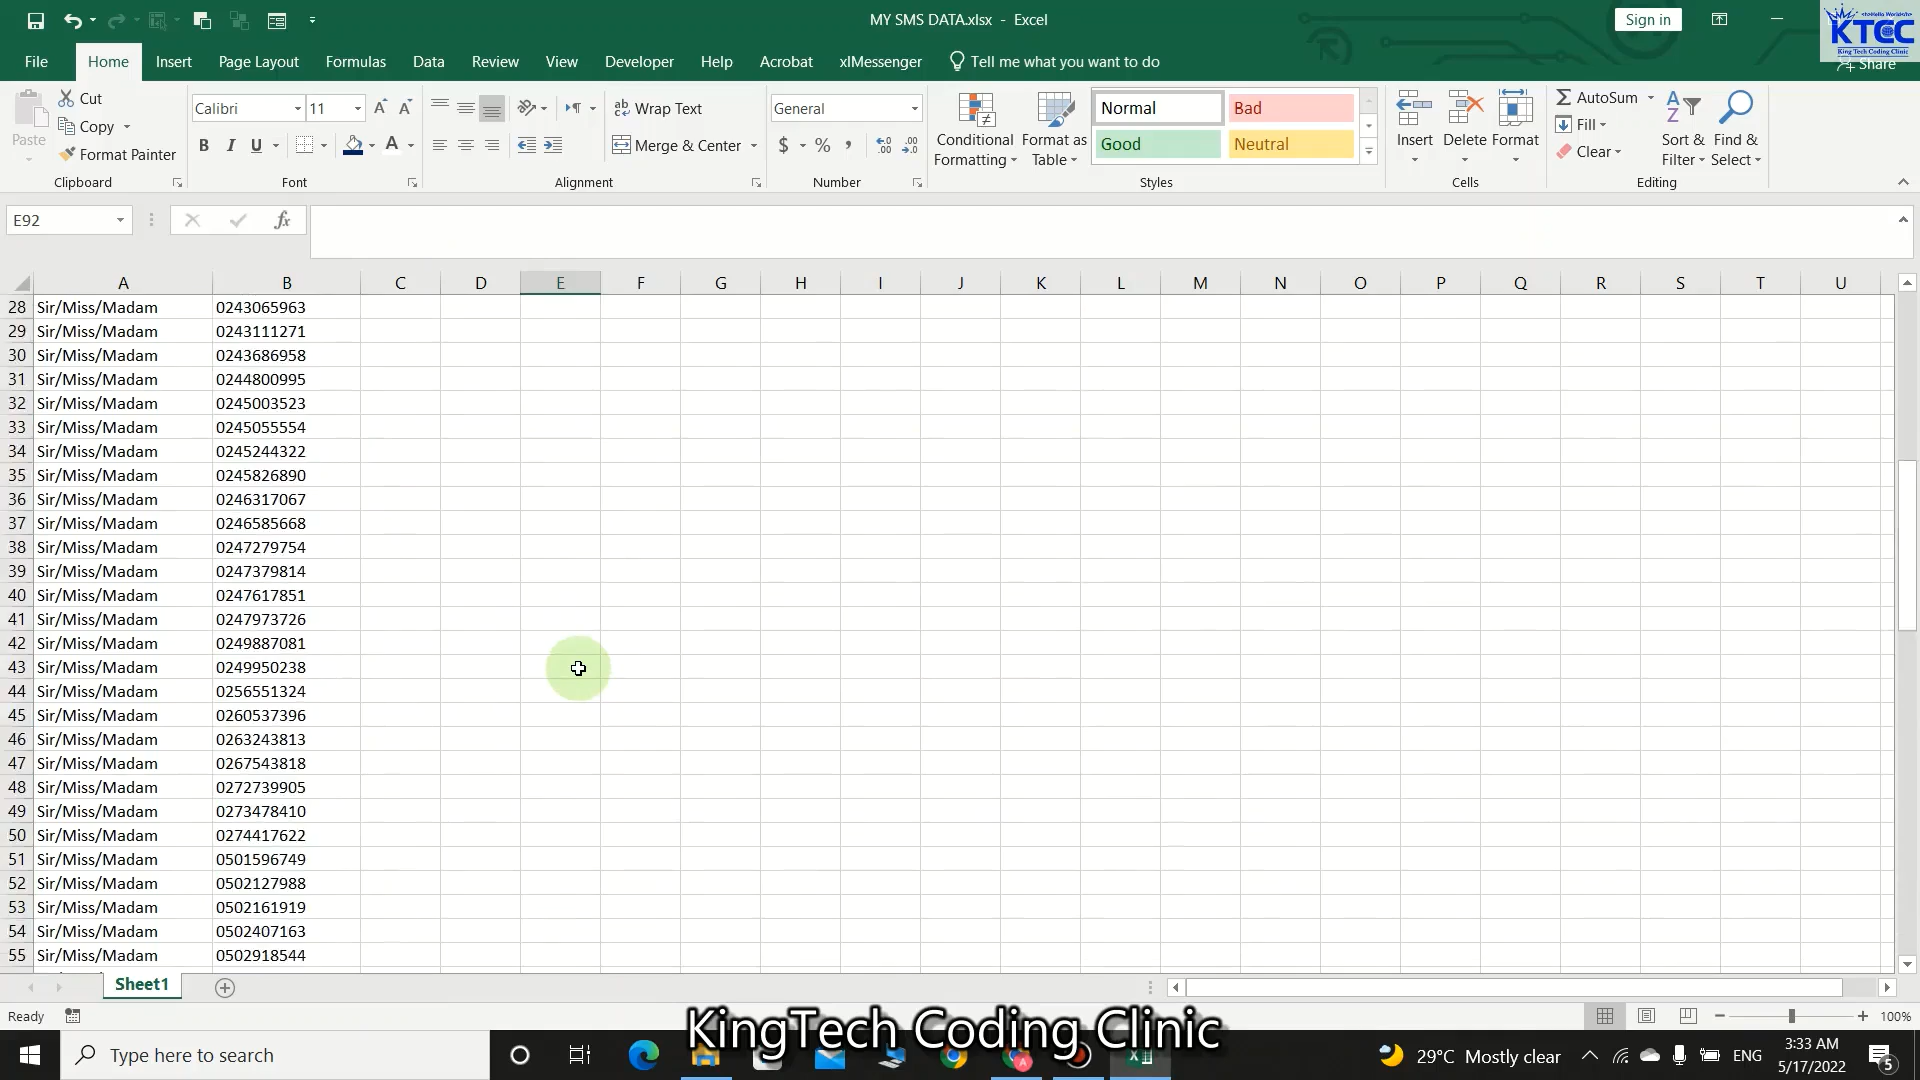 MY SMS DATA.xlsx - Excel
Sign in
KTCC
King Tech Coding Clinic
File Home Insert Page Layout Formulas Data Review View Developer Help Acrobat xlMessenger Tell me what you want to do
Share
Paste
Cut
Copy
Format Painter
Clipboard
Calibri 11
B I U
Font
Wrap Text
Merge & Center
Alignment
General
$ % ,
Number
Conditional Formatting
Format as Table
Normal Bad
Good Neutral
Styles
Insert Delete Format
Cells
AutoSum
Fill
Clear
Sort & Filter
Find & Select
Editing
E92
fx
A B C D E F G H I J K L M N O P Q R S T U
28 Sir/Miss/Madam 0243065963
29 Sir/Miss/Madam 0243111271
30 Sir/Miss/Madam 0243686958
31 Sir/Miss/Madam 0244800995
32 Sir/Miss/Madam 0245003523
33 Sir/Miss/Madam 0245055554
34 Sir/Miss/Madam 0245244322
35 Sir/Miss/Madam 0245826890
36 Sir/Miss/Madam 0246317067
37 Sir/Miss/Madam 0246585668
38 Sir/Miss/Madam 0247279754
39 Sir/Miss/Madam 0247379814
40 Sir/Miss/Madam 0247617851
41 Sir/Miss/Madam 0247973726
42 Sir/Miss/Madam 0249887081
43 Sir/Miss/Madam 0249950238
44 Sir/Miss/Madam 0256551324
45 Sir/Miss/Madam 0260537396
46 Sir/Miss/Madam 0263243813
47 Sir/Miss/Madam 0267543818
48 Sir/Miss/Madam 0272739905
49 Sir/Miss/Madam 0273478410
50 Sir/Miss/Madam 0274417622
51 Sir/Miss/Madam 0501596749
52 Sir/Miss/Madam 0502127988
53 Sir/Miss/Madam 0502161919
54 Sir/Miss/Madam 0502407163
55 Sir/Miss/Madam 0502918544
Sheet1
Ready
100%
KingTech Coding Clinic
Type here to search
29°C Mostly clear
ENG
3:33 AM
5/17/2022
5